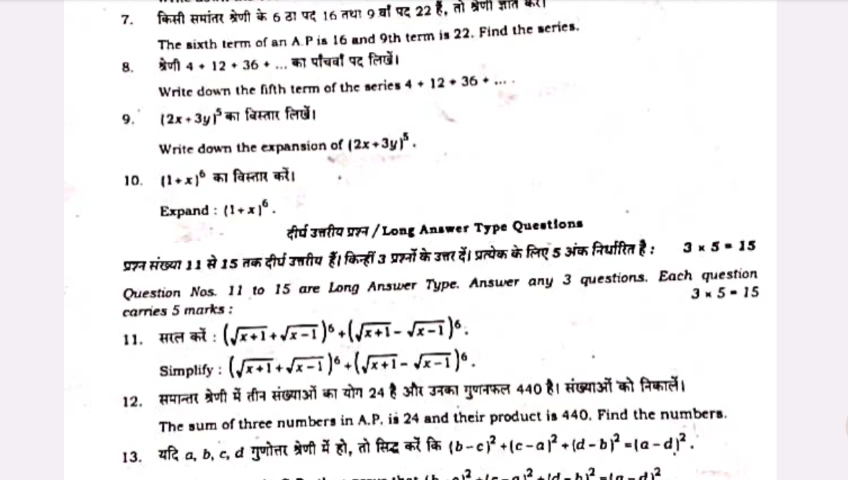 7. किसी समांतर श्रेणी के 6 ठा पद 16 तथा 9 वाँ पद 22 हैं, तो श्रेणी ज्ञात करें।
The sixth term of an A.P is 16 and 9th term is 22. Find the series.
8. श्रेणी 4 + 12 + 36 + ... का पाँचवाँ पद लिखें।
Write down the fifth term of the series 4 + 12 + 36 + ... .
9. (2x+3y)⁵ का विस्तार लिखें।
Write down the expansion of (2x+3y)⁵.
10. (1+x)⁶ का विस्तार करें।
Expand : (1+x)⁶.
दीर्घ उत्तरीय प्रश्न / Long Answer Type Questions
प्रश्न संख्या 11 से 15 तक दीर्घ उत्तरीय हैं। किन्हीं 3 प्रश्नों के उत्तर दें। प्रत्येक के लिए 5 अंक निर्धारित है : 3 × 5 = 15
Question Nos. 11 to 15 are Long Answer Type. Answer any 3 questions. Each question
carries 5 marks : 3 × 5 = 15
11. सरल करें : (√(x+1)+√(x−1))⁶+(√(x+1)−√(x−1))⁶.
Simplify : (√(x+1)+√(x−1))⁶+(√(x+1)−√(x−1))⁶.
12. समान्तर श्रेणी में तीन संख्याओं का योग 24 है और उनका गुणनफल 440 है। संख्याओं को निकालें।
The sum of three numbers in A.P. is 24 and their product is 440. Find the numbers.
13. यदि a, b, c, d गुणोत्तर श्रेणी में हो, तो सिद्ध करें कि (b−c)²+(c−a)²+(d−b)²=(a−d)².